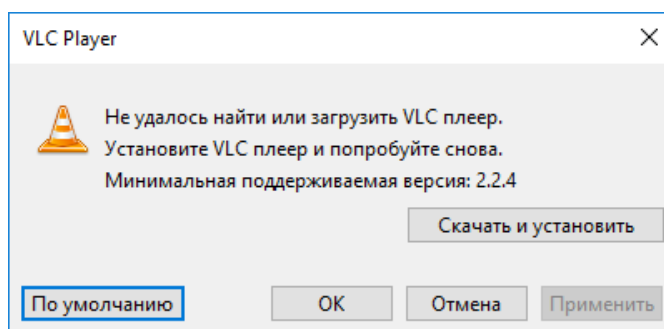 VLC Player
Не удалось найти или загрузить VLC плеер.
Установите VLC плеер и попробуйте снова.
Минимальная поддерживаемая версия: 2.2.4
Скачать и установить
По умолчанию
OK
Отмена
Применить